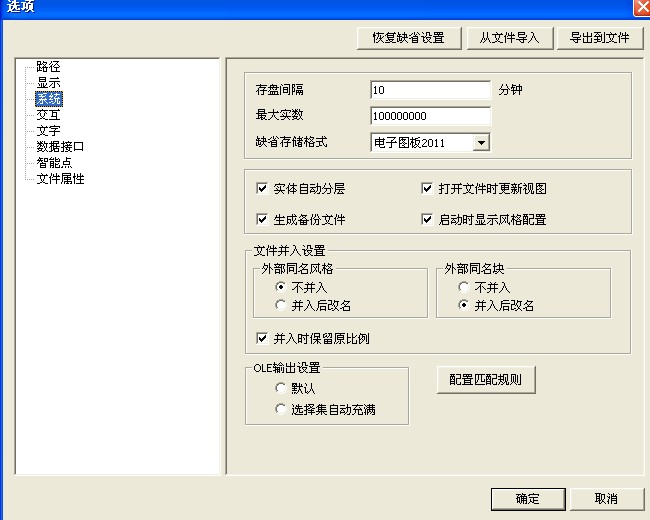 选项
恢复缺省设置
从文件导入
导出到文件
路径
显示
系统
交互
文字
数据接口
智能点
文件属性
存盘间隔 10 分钟
最大实数 100000000
缺省存储格式 电子图板2011
实体自动分层 打开文件时更新视图
生成备份文件 启动时显示风格配置
文件并入设置
外部同名风格
不并入
并入后改名
外部同名块
不并入
并入后改名
并入时保留原比例
OLE输出设置
默认
选择集自动充满
配置匹配规则
确定
取消